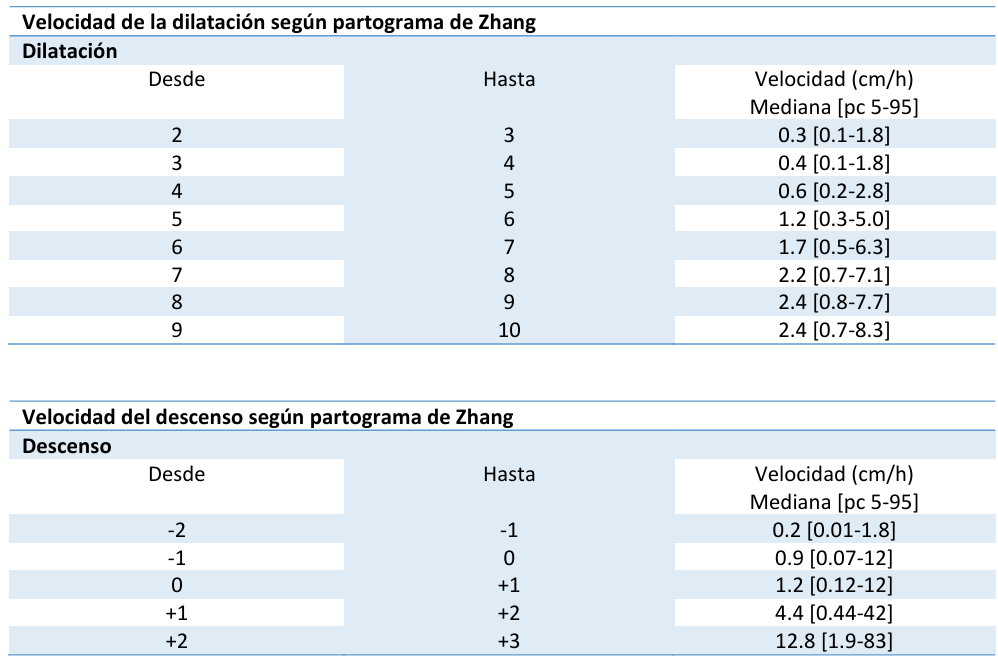 Velocidad de la dilatación según partograma de Zhang
Dilatación
Desde Hasta Velocidad (cm/h)
Mediana [pc 5-95]
2 3 0.3 [0.1-1.8]
3 4 0.4 [0.1-1.8]
4 5 0.6 [0.2-2.8]
5 6 1.2 [0.3-5.0]
6 7 1.7 [0.5-6.3]
7 8 2.2 [0.7-7.1]
8 9 2.4 [0.8-7.7]
9 10 2.4 [0.7-8.3]
Velocidad del descenso según partograma de Zhang
Descenso
Desde Hasta Velocidad (cm/h)
Mediana [pc 5-95]
-2 -1 0.2 [0.01-1.8]
-1 0 0.9 [0.07-12]
0 +1 1.2 [0.12-12]
+1 +2 4.4 [0.44-42]
+2 +3 12.8 [1.9-83]